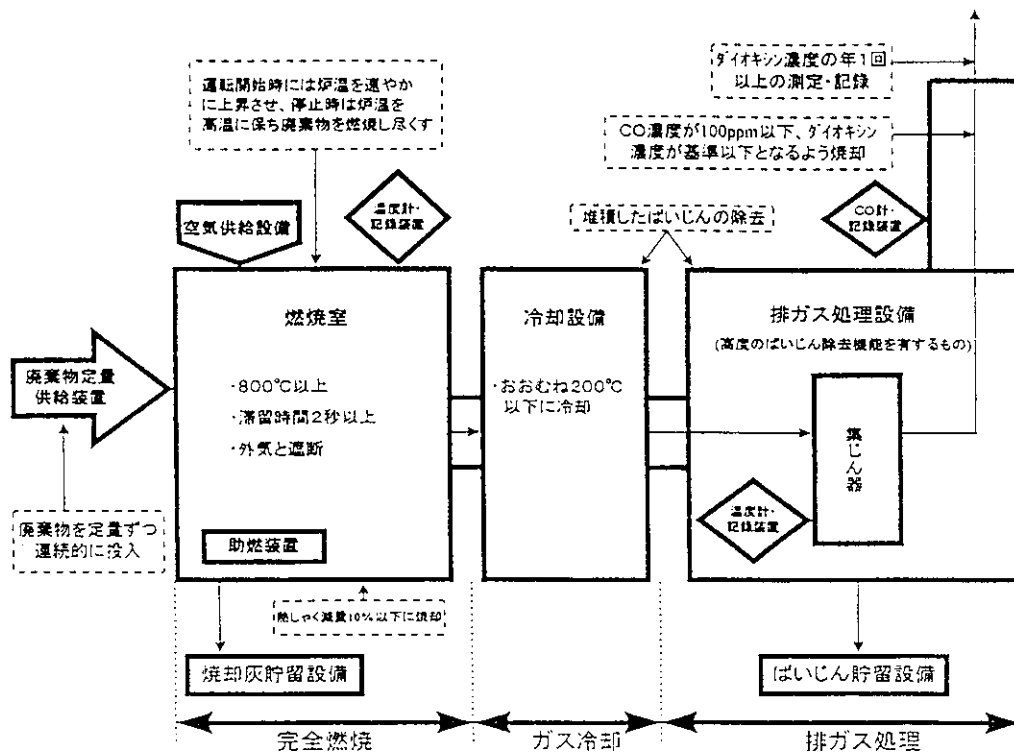 ダイオキシン濃度の年1回
以上の測定・記録
運転開始時には炉温を速やか
に上昇させ、停止時は炉温を
高温に保ち廃棄物を燃焼し尽くす
CO濃度が100ppm以下、ダイオキシン
濃度が基準以下となるよう焼却
空気供給設備
温度計・
記録装置
堆積したばいじんの除去
CO計・
記録装置
燃焼室
・800℃以上
・滞留時間2秒以上
・外気と遮断
冷却設備
・おおむね200℃
以下に冷却
排ガス処理設備
(高度のばいじん除去機能を有するもの)
廃棄物定量
供給装置
集じん器
温度計・
記録装置
廃棄物を定量ずつ
連続的に投入
助燃装置
熱しゃく減量10%以下に焼却
焼却灰貯留設備
ばいじん貯留設備
完全燃焼
ガス冷却
排ガス処理